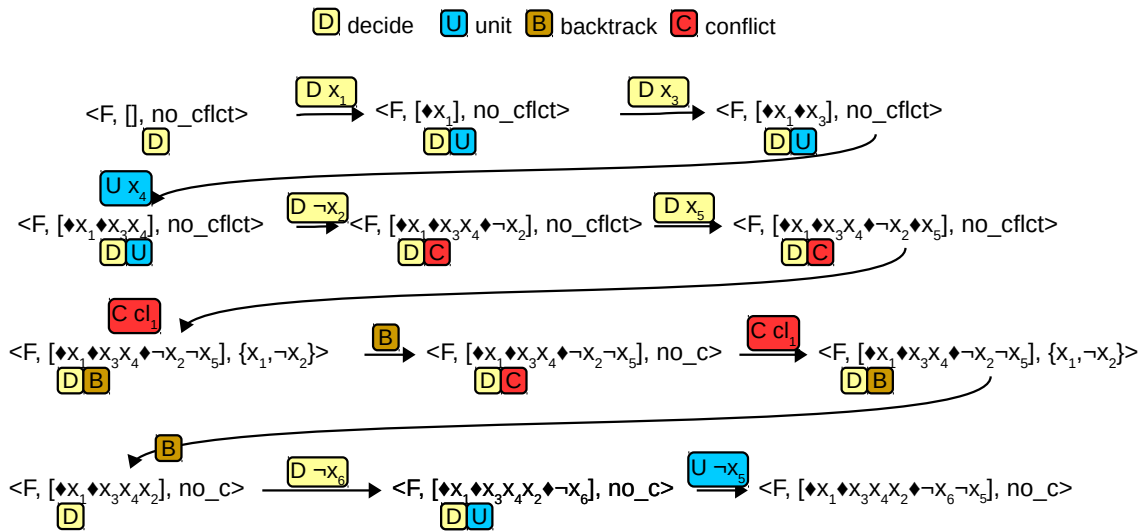 D decide U unit B backtrack C conflict
D x₁ D x₃
<F, [], no_cflct> <F, [♦x₁], no_cflct> <F, [♦x₁♦x₃], no_cflct>
D D U D U
U x₄ D ¬x₂ D x₅
<F, [♦x₁♦x₃x₄], no_cflct> <F, [♦x₁♦x₃x₄♦¬x₂], no_cflct> <F, [♦x₁♦x₃x₄♦¬x₂♦x₅], no_cflct>
D U D C D C
C cl₁ B C cl₁
<F, [♦x₁♦x₃x₄♦¬x₂¬x₅], {x₁,¬x₂}> <F, [♦x₁♦x₃x₄♦¬x₂¬x₅], no_c> <F, [♦x₁♦x₃x₄♦¬x₂¬x₅], {x₁,¬x₂}>
D B D C D B
B D ¬x₆ U ¬x₅
<F, [♦x₁♦x₃x₄x₂], no_c> <F, [♦x₁♦x₃x₄x₂♦¬x₆], no_c> <F, [♦x₁♦x₃x₄x₂♦¬x₆¬x₅], no_c>
D D U